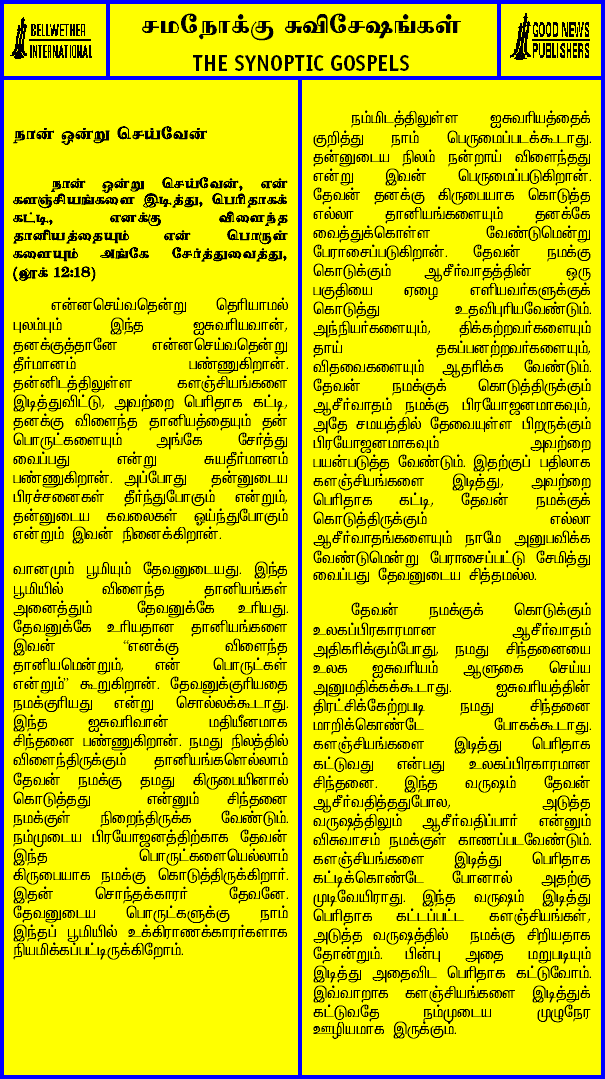 BELLWETHER
INTERNATIONAL
சமநோக்கு சுவிசேஷங்கள்
THE SYNOPTIC GOSPELS
GOOD NEWS
PUBLISHERS
நான் ஒன்று செய்வேன்
நான் ஒன்று செய்வேன், என்
களஞ்சியங்களை இடித்து, பெரிதாகக்
கட்டி, எனக்கு விளைந்த
தானியத்தையும் என் பொருள்
களையும் அங்கே சேர்த்துவைத்து,
(லூக் 12:18)
என்னசெய்வதென்று தெரியாமல்
புலம்பும் இந்த ஐசுவரியவான்,
தனக்குத்தானே என்னசெய்வதென்று
தீர்மானம் பண்ணுகிறான்.
தன்னிடத்திலுள்ள களஞ்சியங்களை
இடித்துவிட்டு, அவற்றை பெரிதாக கட்டி,
தனக்கு விளைந்த தானியத்தையும் தன்
பொருட்களையும் அங்கே சேர்த்து
வைப்பது என்று சுயதீர்மானம்
பண்ணுகிறான். அப்போது தன்னுடைய
பிரச்சனைகள் தீர்ந்துபோகும் என்றும்,
தன்னுடைய கவலைகள் ஓய்ந்துபோகும்
என்றும் இவன் நினைக்கிறான்.
வானமும் பூமியும் தேவனுடையது. இந்த
பூமியில் விளைந்த தானியங்கள்
அனைத்தும் தேவனுக்கே உரியது.
தேவனுக்கே உரியதான தானியங்களை
இவன் “எனக்கு விளைந்த
தானியமென்றும், என் பொருட்கள்
என்றும்” கூறுகிறான். தேவனுக்குரியதை
நமக்குரியது என்று சொல்லக்கூடாது.
இந்த ஐசுவரிவான் மதியீனமாக
சிந்தனை பண்ணுகிறான். நமது நிலத்தில்
விளைந்திருக்கும் தானியங்களெல்லாம்
தேவன் நமக்கு தமது கிருபையினால்
கொடுத்தது என்னும் சிந்தனை
நமக்குள் நிறைந்திருக்க வேண்டும்.
நம்முடைய பிரயோஜனத்திற்காக தேவன்
இந்த பொருட்களையெல்லாம்
கிருபையாக நமக்கு கொடுத்திருக்கிறார்.
இதன் சொந்தக்காரர் தேவனே.
தேவனுடைய பொருட்களுக்கு நாம்
இந்தப் பூமியில் உக்கிராணக்காரர்களாக
நியமிக்கப்பட்டிருக்கிறோம்.
நம்மிடத்திலுள்ள ஐசுவரியத்தைக்
குறித்து நாம் பெருமைப்படக்கூடாது.
தன்னுடைய நிலம் நன்றாய் விளைந்தது
என்று இவன் பெருமைப்படுகிறான்.
தேவன் தனக்கு கிருபையாக கொடுத்த
எல்லா தானியங்களையும் தனக்கே
வைத்துக்கொள்ள வேண்டுமென்று
பேராசைப்படுகிறான். தேவன் நமக்கு
கொடுக்கும் ஆசீர்வாதத்தின் ஒரு
பகுதியை ஏழை எளியவர்களுக்குக்
கொடுத்து உதவிபுரியவேண்டும்.
அந்நியர்களையும், திக்கற்றவர்களையும்
தாய் தகப்பனற்றவர்களையும்,
விதவைகளையும் ஆதரிக்க வேண்டும்.
தேவன் நமக்குக் கொடுத்திருக்கும்
ஆசீர்வாதம் நமக்கு பிரயோஜனமாகவும்,
அதே சமயத்தில் தேவையுள்ள பிறருக்கும்
பிரயோஜனமாகவும் அவற்றை
பயன்படுத்த வேண்டும். இதற்குப் பதிலாக
களஞ்சியங்களை இடித்து, அவற்றை
பெரிதாக கட்டி, தேவன் நமக்குக்
கொடுத்திருக்கும் எல்லா
ஆசீர்வாதங்களையும் நாமே அனுபவிக்க
வேண்டுமென்று பேராசைப்பட்டு சேமித்து
வைப்பது தேவனுடைய சித்தமல்ல.
தேவன் நமக்குக் கொடுக்கும்
உலகப்பிரகாரமான ஆசீர்வாதம்
அதிகரிக்கும்போது, நமது சிந்தனையை
உலக ஐசுவரியம் ஆளுகை செய்ய
அனுமதிக்கக்கூடாது. ஐசுவரியத்தின்
திரட்சிக்கேற்றபடி நமது சிந்தனை
மாறிக்கொண்டே போகக்கூடாது.
களஞ்சியங்களை இடித்து பெரிதாக
கட்டுவது என்பது உலகப்பிரகாரமான
சிந்தனை. இந்த வருஷம் தேவன்
ஆசீர்வதித்ததுபோல, அடுத்த
வருஷத்திலும் ஆசீர்வதிப்பார் என்னும்
விசுவாசம் நமக்குள் காணப்படவேண்டும்.
களஞ்சியங்களை இடித்து பெரிதாக
கட்டிக்கொண்டே போனால் அதற்கு
முடிவேயிராது. இந்த வருஷம் இடித்து
பெரிதாக கட்டப்பட்ட களஞ்சியங்கள்,
அடுத்த வருஷத்தில் நமக்கு சிறியதாக
தோன்றும். பின்பு அதை மறுபடியும்
இடித்து அதைவிட பெரிதாக கட்டுவோம்.
இவ்வாறாக களஞ்சியங்களை இடித்துக்
கட்டுவதே நம்முடைய முழுநேர
ஊழியமாக இருக்கும்.